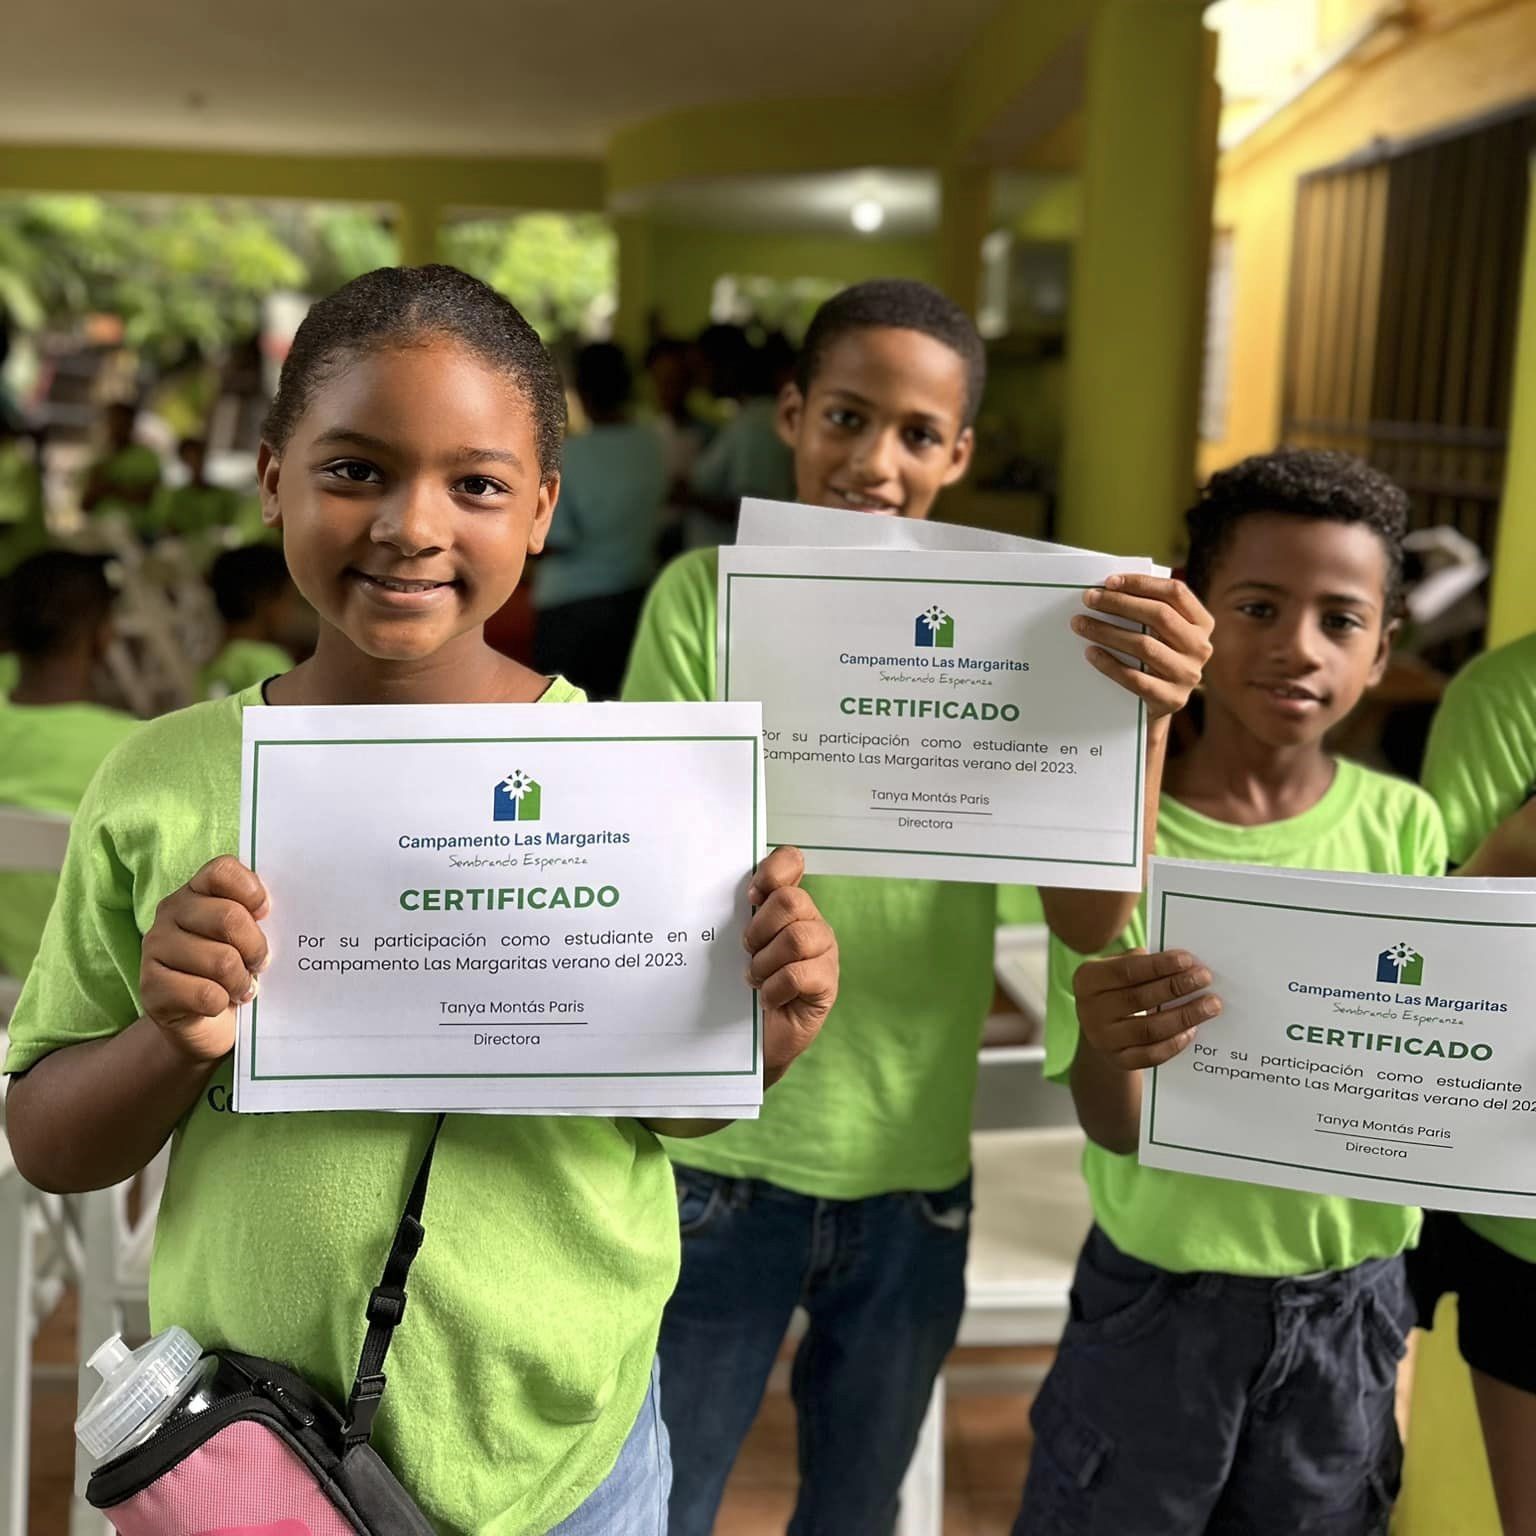 Campamento Las Margaritas
Sembrando Esperanza
CERTIFICADO
Por su participación como estudiante en el
Campamento Las Margaritas verano del 2023.
Tanya Montás Paris
Directora
Campamento Las Margaritas
Sembrando Esperanza
CERTIFICADO
Por su participación como estudiante en el
Campamento Las Margaritas verano del 2023.
Tanya Montás Paris
Directora
Campamento Las Margaritas
Sembrando Esperanza
CERTIFICADO
Por su participación como estudiante
Campamento Las Margaritas verano del 202
Tanya Montás Paris
Directora